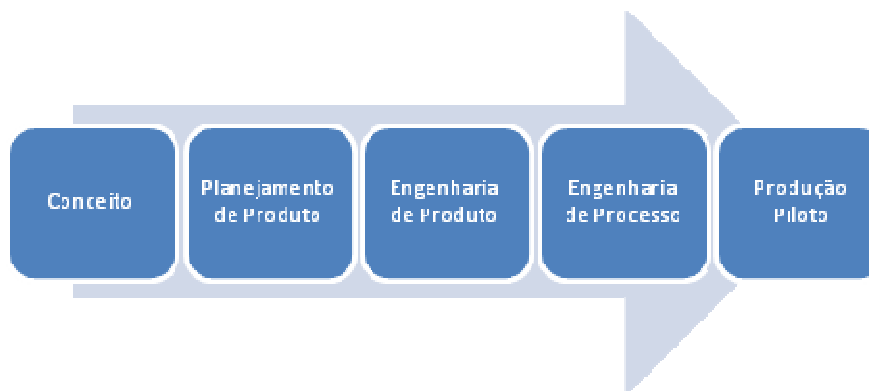 Conceito
Planejamento
de Produto
Engenharia
de Produto
Engenharia
de Processo
Produção
Piloto